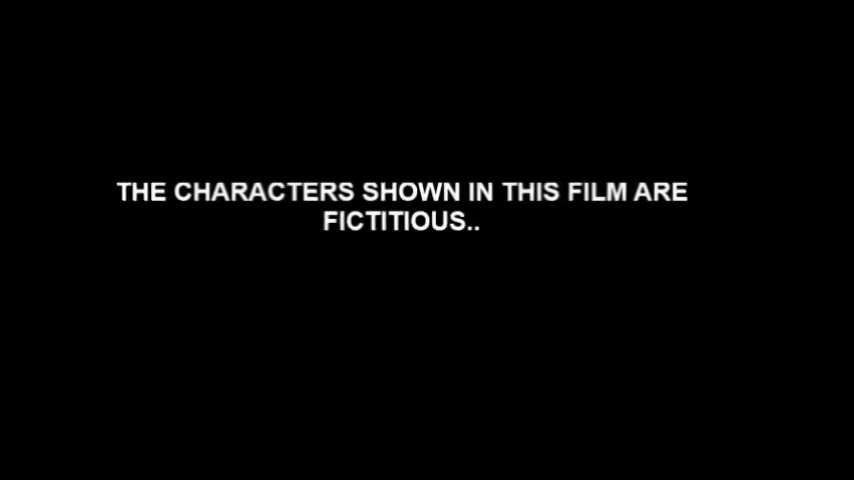 THE CHARACTERS SHOWN IN THIS FILM ARE
FICTITIOUS..